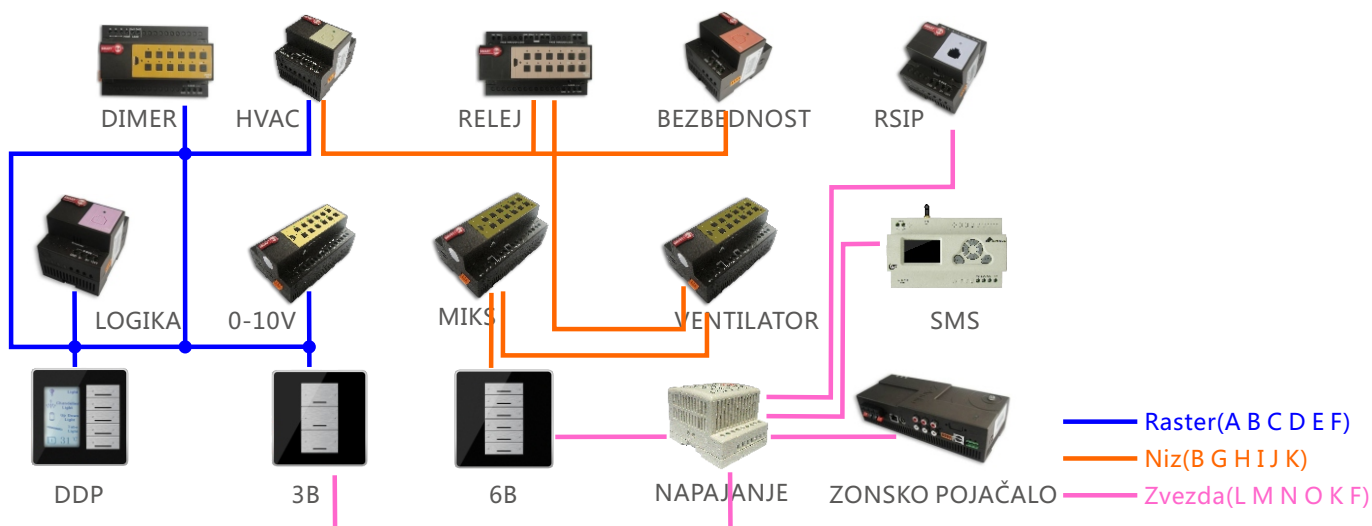 DIMER HVAC RELEJ BEZBEDNOST RSIP
LOGIKA 0-10V MIKS VENTILATOR SMS
DDP 3B 6B NAPAJANJE ZONSKO POJAČALO
Raster(A B C D E F)
Niz(B G H I J K)
Zvezda(L M N O K F)